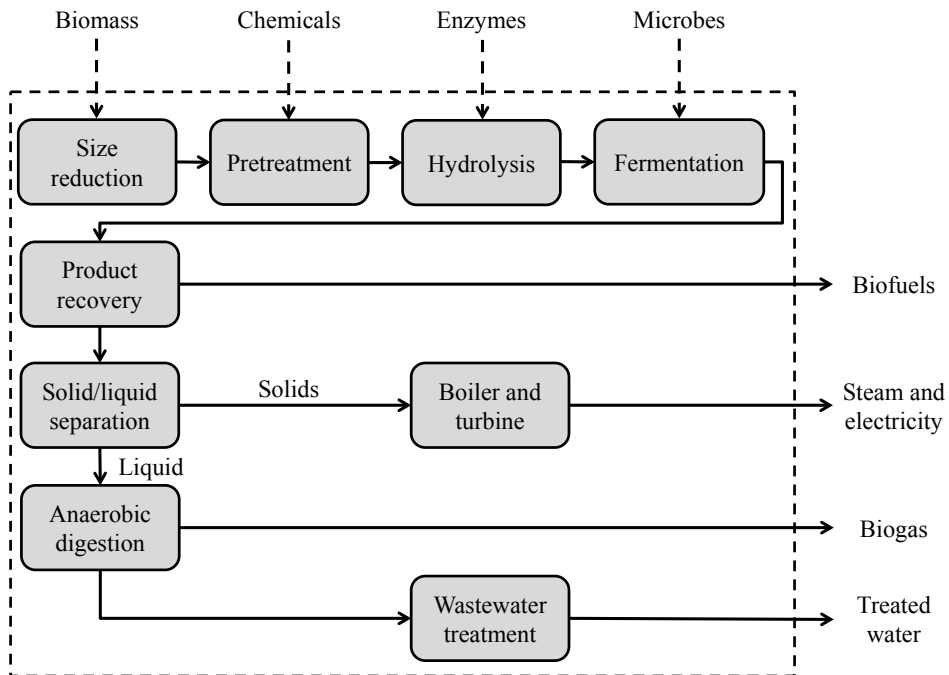 Biomass
Chemicals
Enzymes
Microbes
Size
reduction
Pretreatment
Hydrolysis
Fermentation
Product
recovery
Biofuels
Solid/liquid
separation
Solids
Boiler and
turbine
Steam and
electricity
Liquid
Anaerobic
digestion
Biogas
Wastewater
treatment
Treated
water